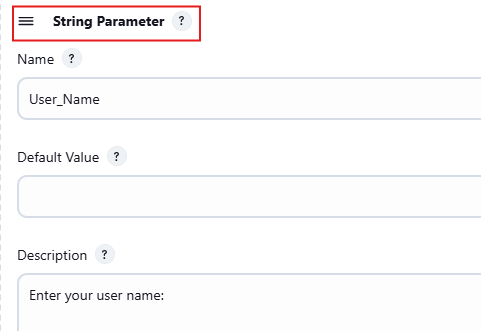 String Parameter ?
Name ?
User_Name
Default Value ?
Description ?
Enter your user name: